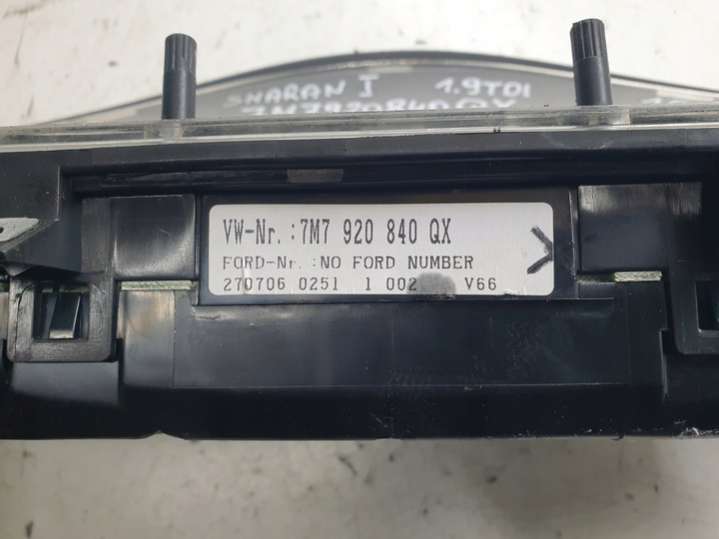 SHARAN I 1.9TDI
7M7920840QX
VW-Nr.:7M7 920 840 QX
FORD-Nr.:NO FORD NUMBER
270706 0251 1 002 V66